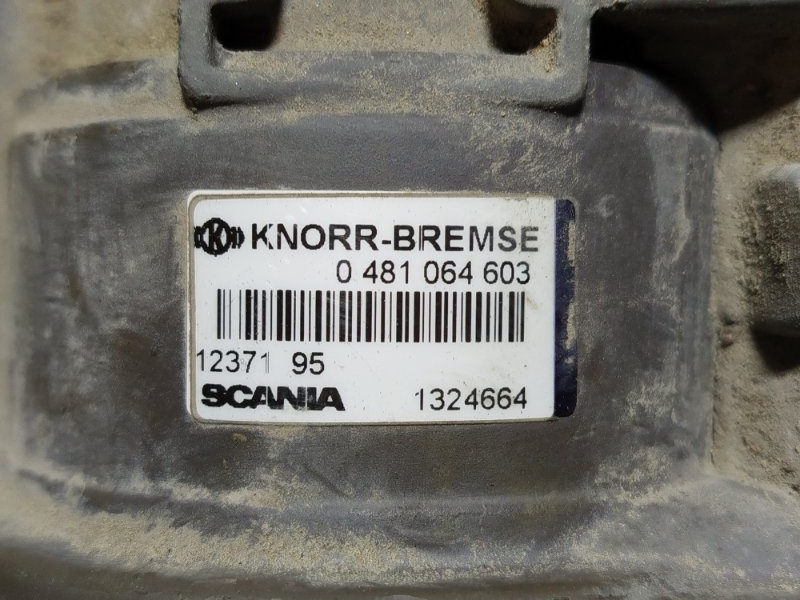 KNORR-BREMSE
0 481 064 603
12371 95
SCANIA 1324664